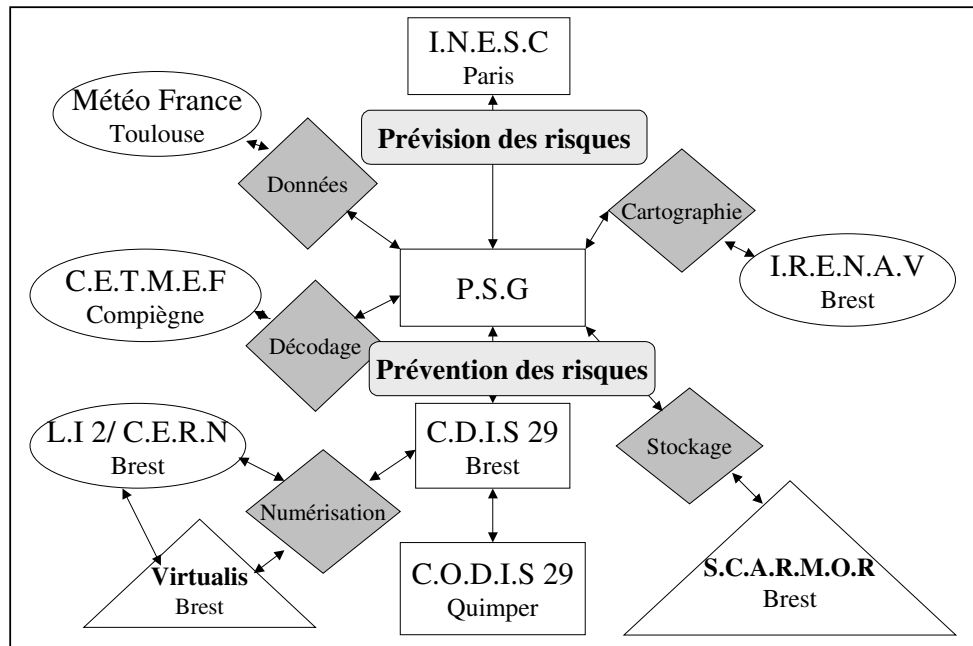 I.N.E.S.C
Paris
Météo France
Toulouse
Prévision des risques
Données
Cartographie
C.E.T.M.E.F
Compiègne
P.S.G
I.R.E.N.A.V
Brest
Décodage
Prévention des risques
L.I 2/ C.E.R.N
Brest
C.D.I.S 29
Brest
Stockage
Numérisation
Virtualis
Brest
C.O.D.I.S 29
Quimper
S.C.A.R.M.O.R
Brest